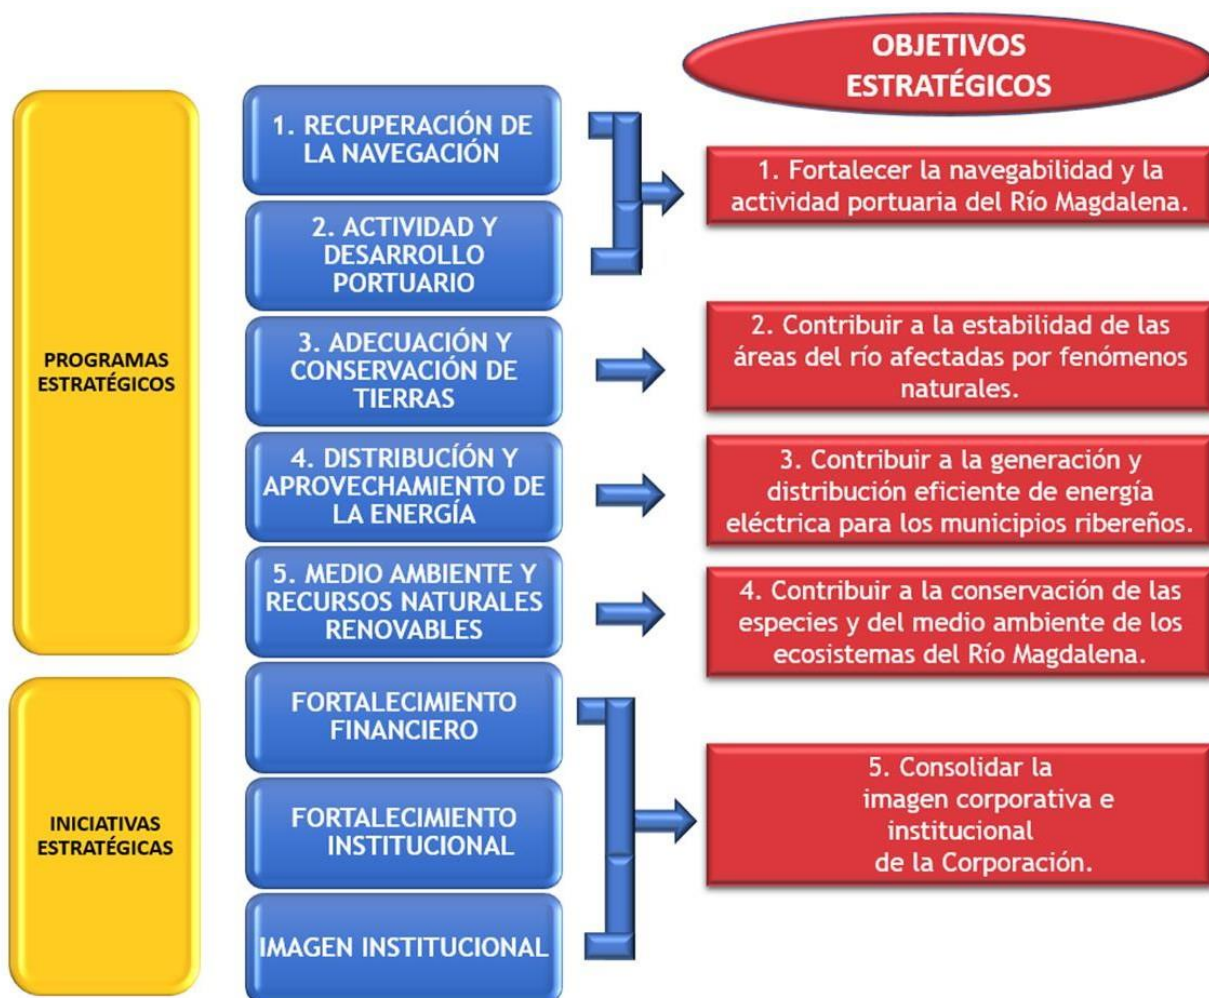 OBJETIVOS
ESTRATÉGICOS
PROGRAMAS
ESTRATÉGICOS
1. RECUPERACIÓN DE
LA NAVEGACIÓN
2. ACTIVIDAD Y
DESARROLLO
PORTUARIO
1. Fortalecer la navegabilidad y la
actividad portuaria del Río Magdalena.
3. ADECUACIÓN Y
CONSERVACIÓN DE
TIERRAS
2. Contribuir a la estabilidad de las
áreas del río afectadas por fenómenos
naturales.
4. DISTRIBUCÍÓN Y
APROVECHAMIENTO DE
LA ENERGÍA
3. Contribuir a la generación y
distribución eficiente de energía
eléctrica para los municipios ribereños.
5. MEDIO AMBIENTE Y
RECURSOS NATURALES
RENOVABLES
4. Contribuir a la conservación de las
especies y del medio ambiente de los
ecosistemas del Río Magdalena.
INICIATIVAS
ESTRATÉGICAS
FORTALECIMIENTO
FINANCIERO
FORTALECIMIENTO
INSTITUCIONAL
IMAGEN INSTITUCIONAL
5. Consolidar la
imagen corporativa e
institucional
de la Corporación.